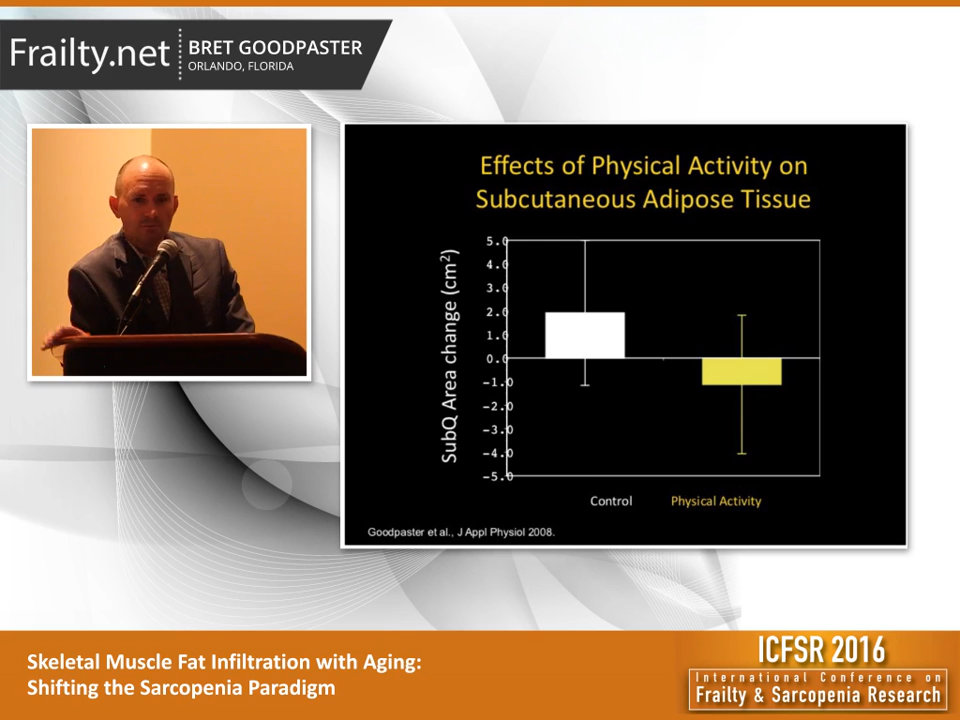 Frailty.net
BRET GOODPASTER
ORLANDO, FLORIDA
Effects of Physical Activity on
Subcutaneous Adipose Tissue
SubQ Area change (cm²)
5.0
4.0
3.0
2.0
1.0
0.0
-1.0
-2.0
-3.0
-4.0
-5.0
Control
Physical Activity
Goodpaster et al., J Appl Physiol 2008.
Skeletal Muscle Fat Infiltration with Aging:
Shifting the Sarcopenia Paradigm
ICFSR 2016
International Conference on
Frailty & Sarcopenia Research